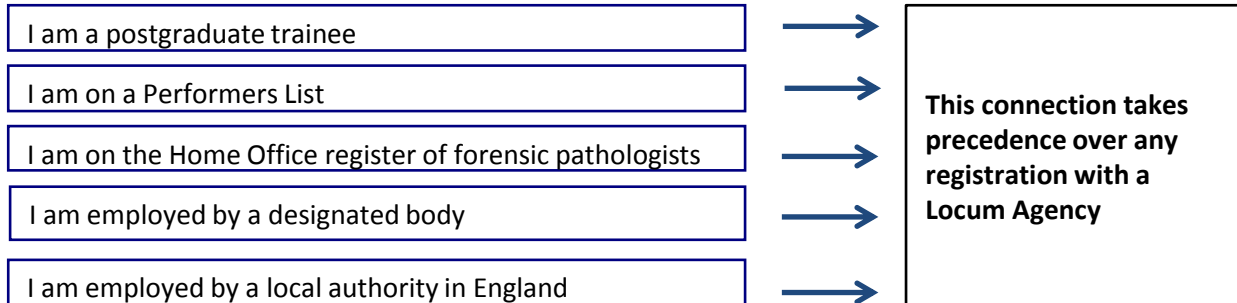 I am a postgraduate trainee
I am on a Performers List
I am on the Home Office register of forensic pathologists
I am employed by a designated body
I am employed by a local authority in England
This connection takes
precedence over any
registration with a
Locum Agency